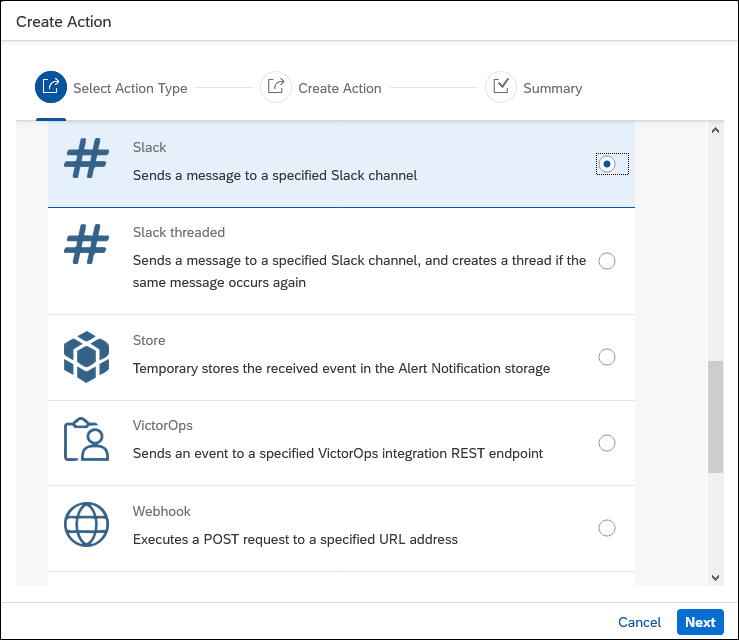 Create Action
Select Action Type
Create Action
Summary
Slack
Sends a message to a specified Slack channel
Slack threaded
Sends a message to a specified Slack channel, and creates a thread if the
same message occurs again
Store
Temporary stores the received event in the Alert Notification storage
VictorOps
Sends an event to a specified VictorOps integration REST endpoint
Webhook
Executes a POST request to a specified URL address
Cancel
Next